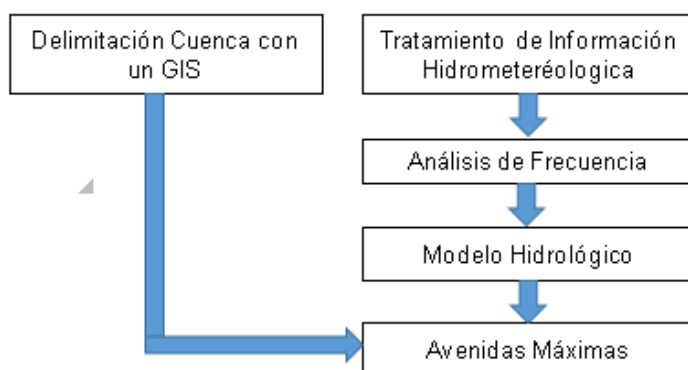 Delimitación Cuenca con
un GIS
Tratamiento de Información
Hidrometeréologica
Análisis de Frecuencia
Modelo Hidrológico
Avenidas Máximas